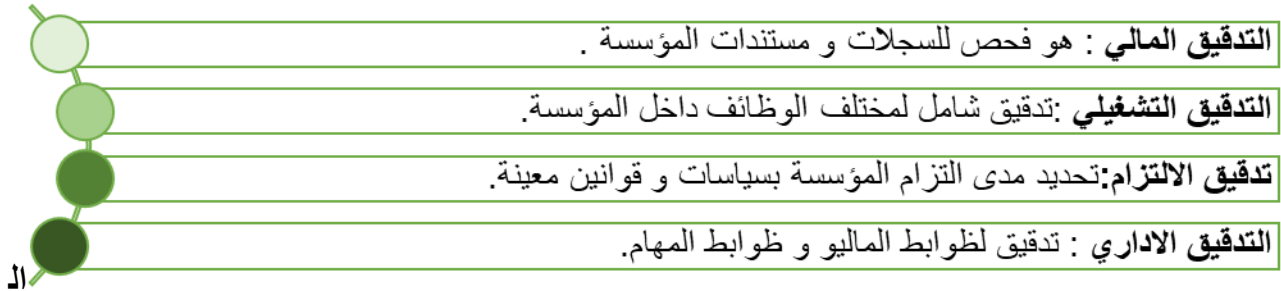 التدقيق المالي : هو فحص للسجلات و مستندات المؤسسة .
التدقيق التشغيلي :تدقيق شامل لمختلف الوظائف داخل المؤسسة.
تدقيق الالتزام:تحديد مدى التزام المؤسسة بسياسات و قوانين معينة.
التدقيق الاداري : تدقيق لظوابط الماليو و ظوابط المهام.
ال